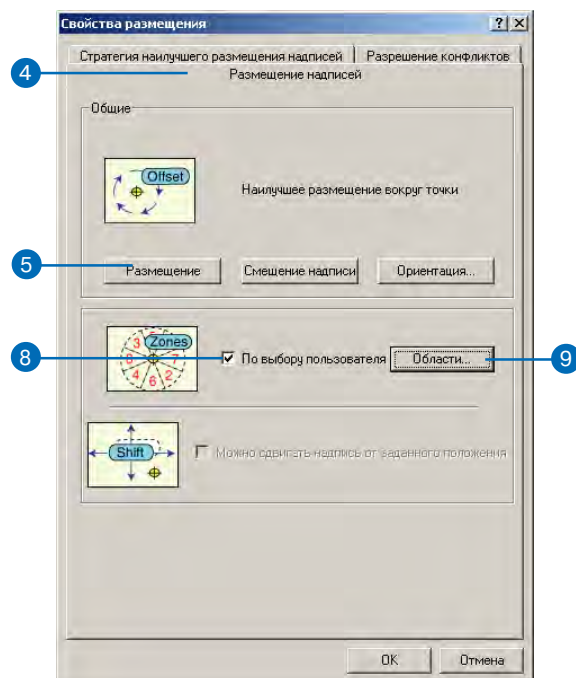 Свойства размещения
Стратегия наилучшего размещения надписей
Разрешение конфликтов
4
Размещение надписей
Общие
Offset
Наилучшее размещение вокруг точки
5
Размещение
Смещение надписи
Ориентация...
8
Zones
3
7
4
6
2
По выбору пользователя
Области...
9
Shift
Можно сдвигать надпись от заданного положения
OK
Отмена